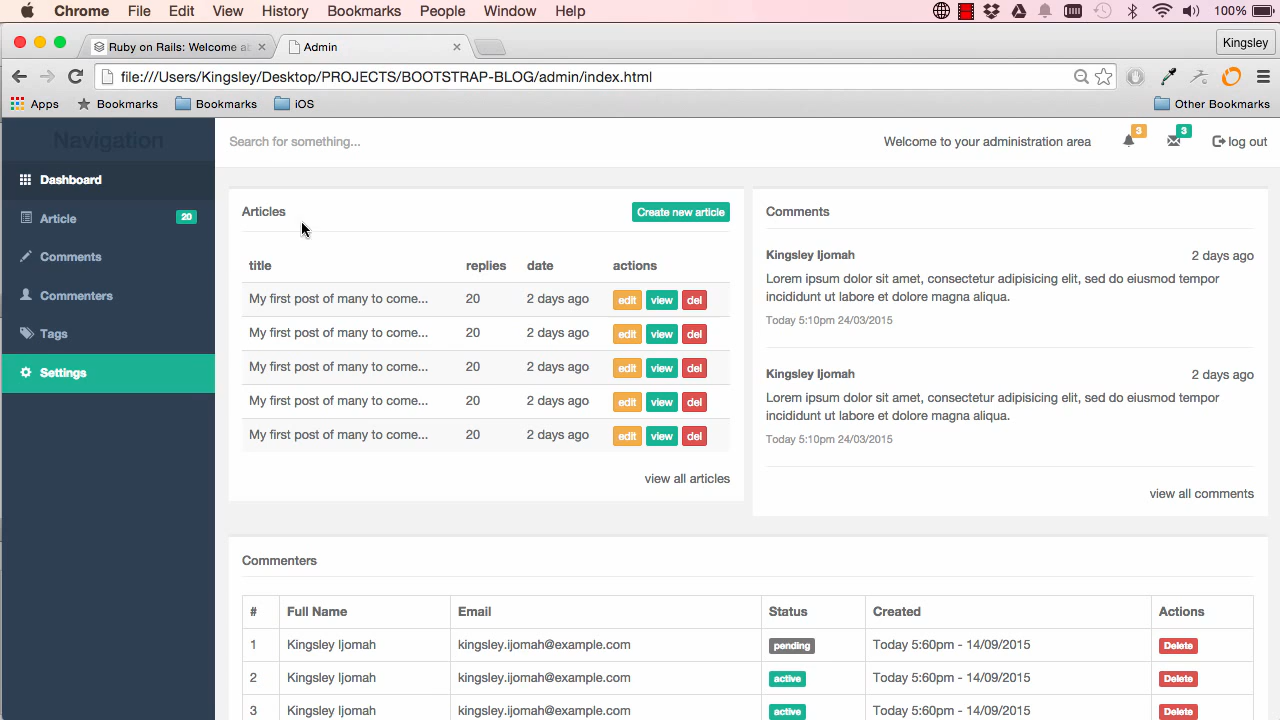 Chrome File Edit View History Bookmarks People Window Help 100%
Ruby on Rails: Welcome a Admin Kingsley
file:///Users/Kingsley/Desktop/PROJECTS/BOOTSTRAP-BLOG/admin/index.html
Apps Bookmarks Bookmarks iOS Other Bookmarks
Navigation
Dashboard
Article 20
Comments
Commenters
Tags
Settings
Search for something... Welcome to your administration area 3 3 log out
Articles Create new article
title replies date actions
My first post of many to come... 20 2 days ago edit view del
My first post of many to come... 20 2 days ago edit view del
My first post of many to come... 20 2 days ago edit view del
My first post of many to come... 20 2 days ago edit view del
My first post of many to come... 20 2 days ago edit view del
view all articles
Comments
Kingsley Ijomah 2 days ago
Lorem ipsum dolor sit amet, consectetur adipisicing elit, sed do eiusmod tempor
incididunt ut labore et dolore magna aliqua.
Today 5:10pm 24/03/2015
Kingsley Ijomah 2 days ago
Lorem ipsum dolor sit amet, consectetur adipisicing elit, sed do eiusmod tempor
incididunt ut labore et dolore magna aliqua.
Today 5:10pm 24/03/2015
view all comments
Commenters
# Full Name Email Status Created Actions
1 Kingsley Ijomah kingsley.ijomah@example.com pending Today 5:60pm - 14/09/2015 Delete
2 Kingsley Ijomah kingsley.ijomah@example.com active Today 5:60pm - 14/09/2015 Delete
3 Kingsley Ijomah kingsley.ijomah@example.com active Today 5:60pm - 14/09/2015 Delete